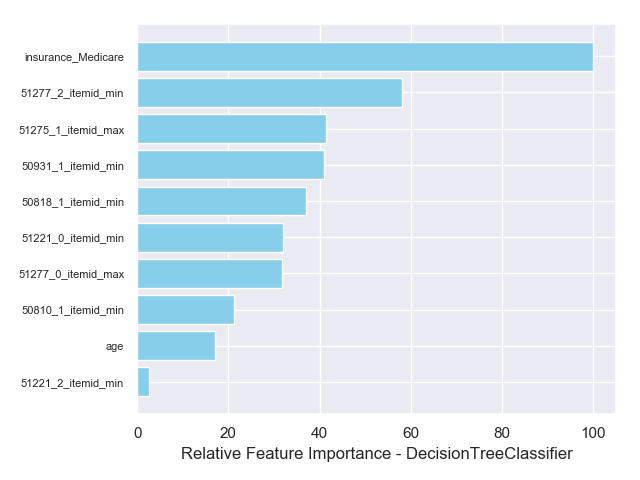 insurance_Medicare
51277_2_itemid_min
51275_1_itemid_max
50931_1_itemid_min
50818_1_itemid_min
51221_0_itemid_min
51277_0_itemid_max
50810_1_itemid_min
age
51221_2_itemid_min
0 20 40 60 80 100
Relative Feature Importance - DecisionTreeClassifier